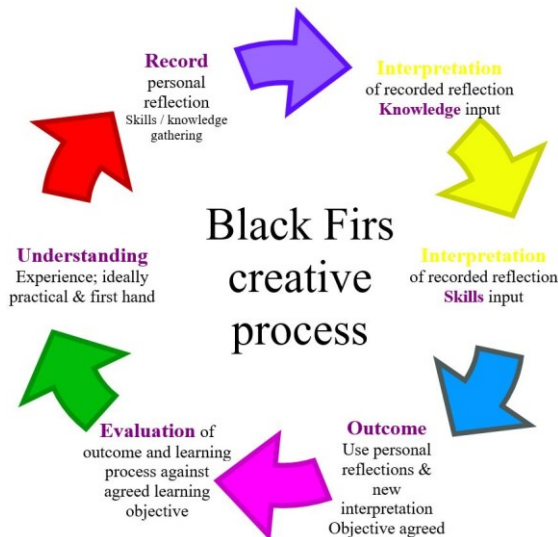 Record
personal
reflection
Skills / knowledge
gathering
Interpretation
of recorded reflection
Knowledge input
Interpretation
of recorded reflection
Skills input
Outcome
Use personal
reflections &
new
interpretation
Objective agreed
Evaluation of
outcome and learning
process against
agreed learning
objective
Understanding
Experience; ideally
practical & first hand
Black Firs
creative
process